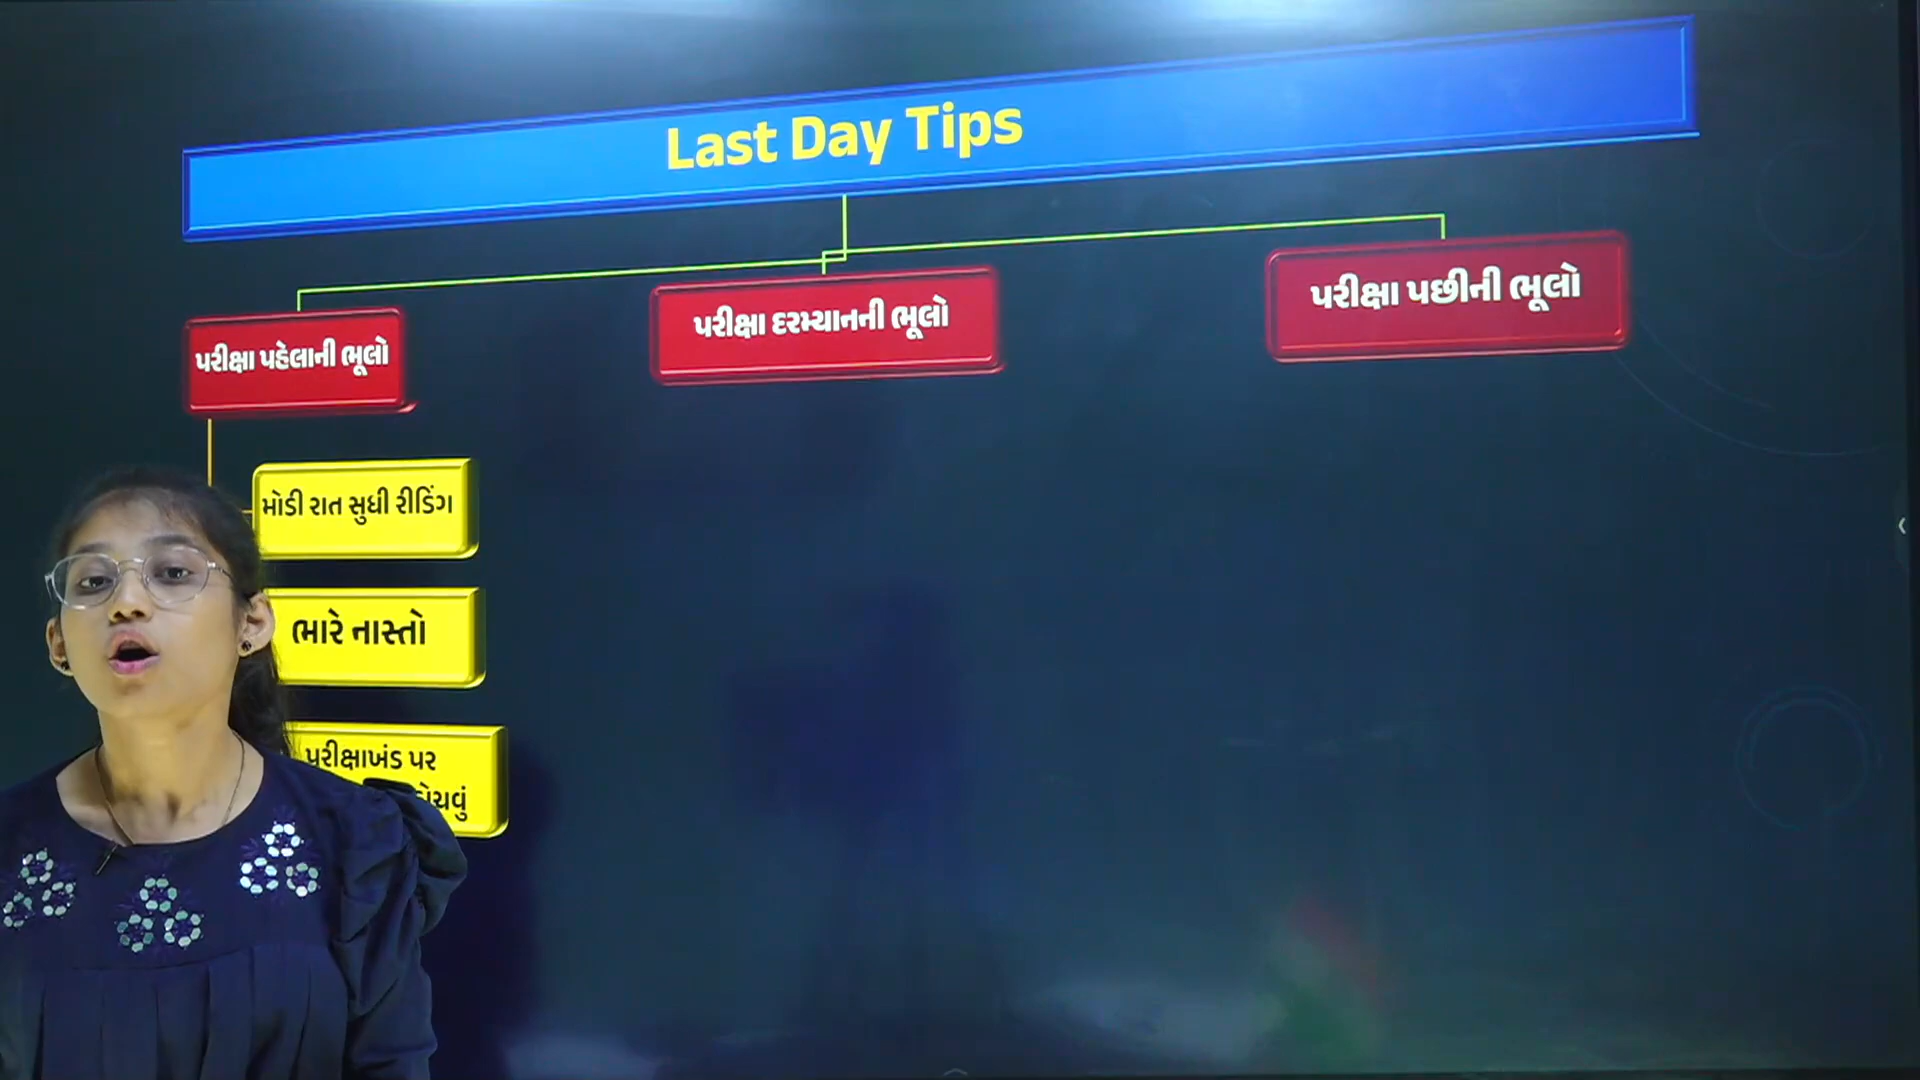 Last Day Tips
પરીક્ષા પહેલાની ભૂલો
પરીક્ષા દરમ્યાનની ભૂલો
પરીક્ષા પછીની ભૂલો
મોડી રાત સુધી રીડિંગ
ભારે નાસ્તો
પરીક્ષાખંડ પર